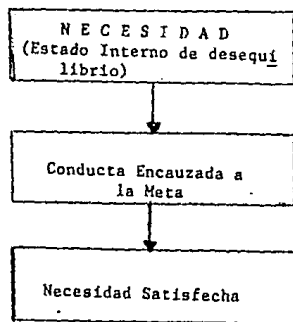 N E C E S I D A D
(Estado Interno de desequi
librio)
Conducta Encauzada a
la Meta
Necesidad Satisfecha